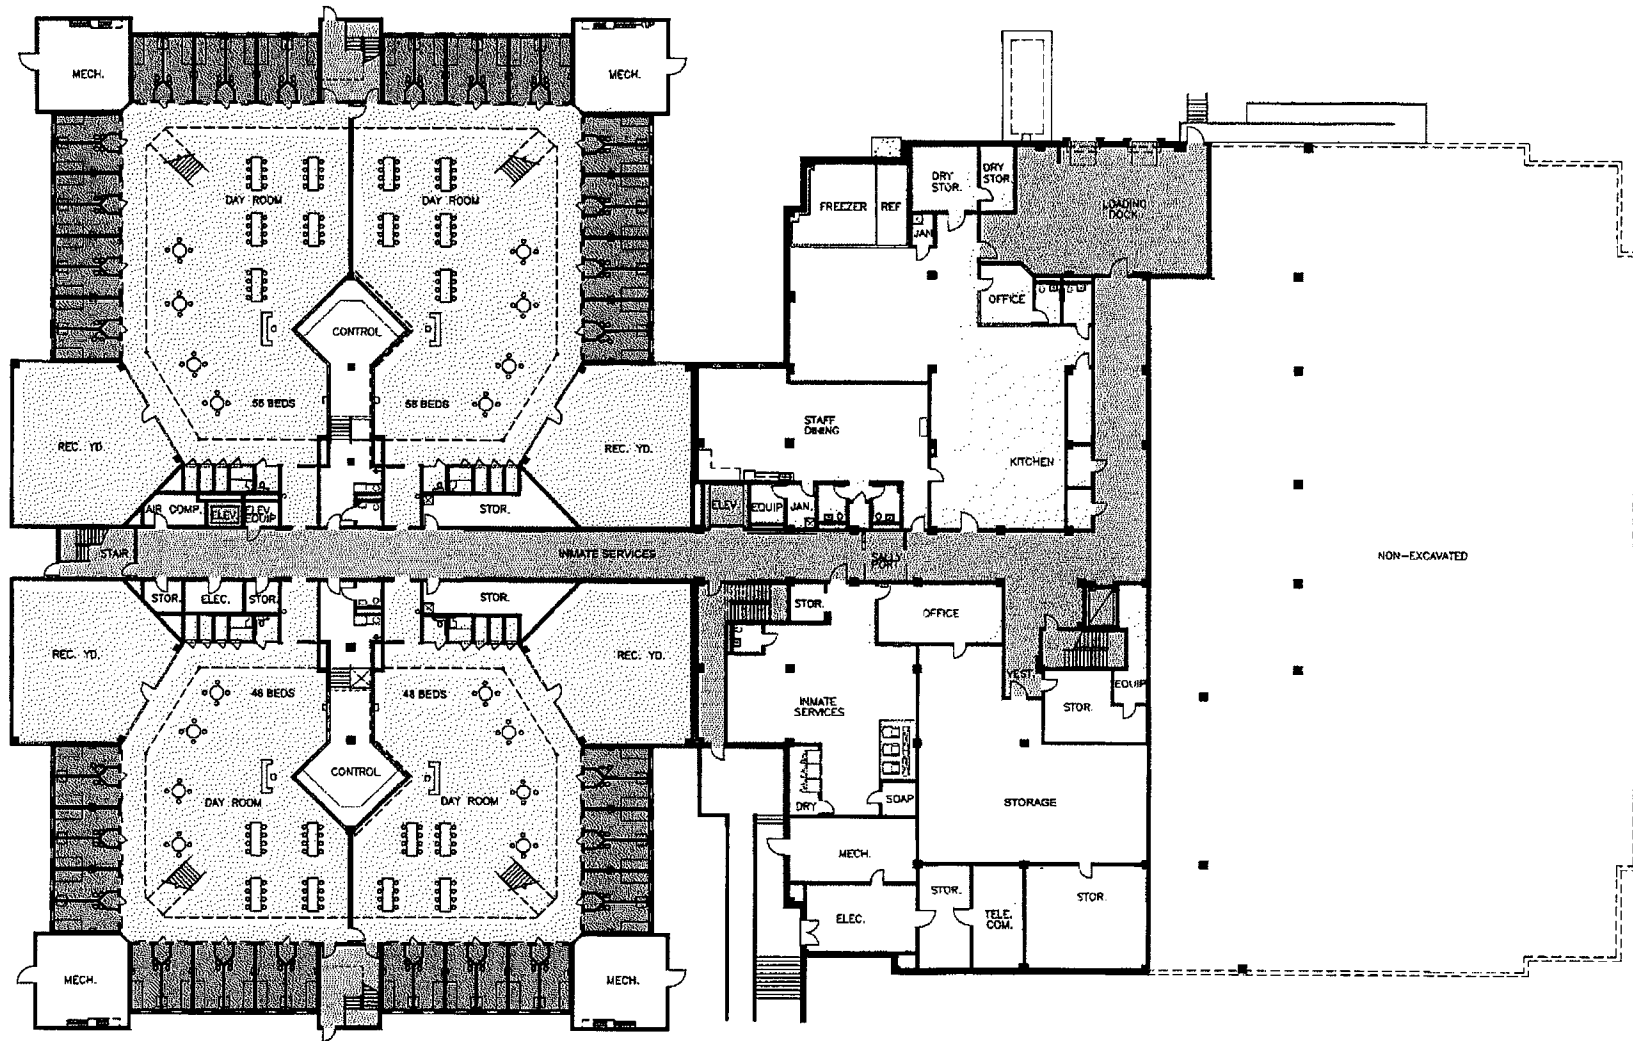 MECH.
MECH.
UP
DAY ROOM
DAY ROOM
DRY
STOR.
DRY
STOR.
FREEZER
REF
LOADING
DOCK
JAN
OFFICE
CONTROL
56 BEDS
56 BEDS
STAFF
DINING
REC. YD.
REC. YD.
KITCHEN
AIR COMP.
ELEV.
ELEV.
EQUIP
STOR.
ELEV.
EQUIP
JAN.
STAIR
INMATE SERVICES
SALLY
PORT
NON-EXCAVATED
STOR.
ELEC.
STOR.
STOR.
STOR.
OFFICE
REC. YD.
REC. YD.
48 BEDS
48 BEDS
VEST.
EQUIP
STOR.
INMATE
SERVICES
CONTROL
DAY ROOM
DAY ROOM
DRY
SOAP
STORAGE
MECH.
STOR.
STOR.
ELEC.
TELE.
COM.
MECH.
MECH.